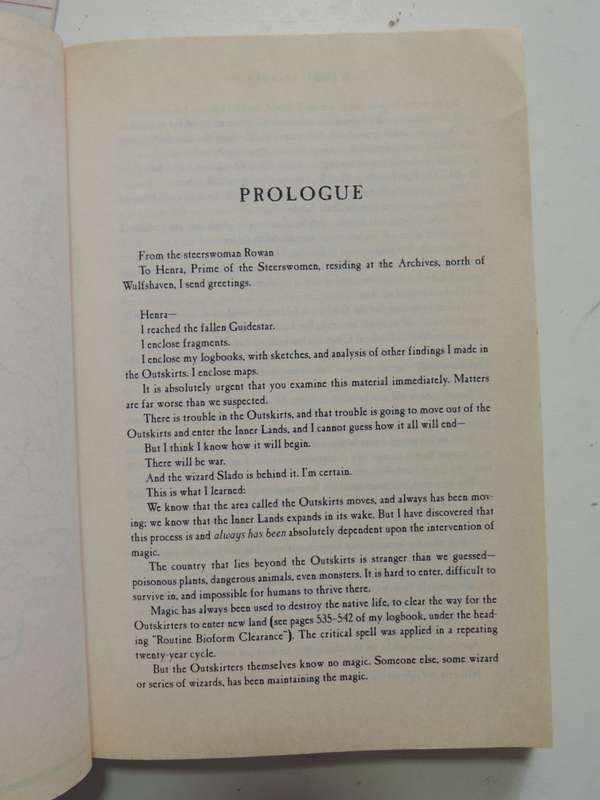 PROLOGUE
From the steerswoman Rowan
To Henra, Prime of the Steerswomen, residing at the Archives, north of
Wulfshaven, I send greetings.
Henra—
I reached the fallen Guidestar.
I enclose fragments.
I enclose my logbooks, with sketches, and analysis of other findings I made in
the Outskirts. I enclose maps.
It is absolutely urgent that you examine this material immediately. Matters
are far worse than we suspected.
There is trouble in the Outskirts, and that trouble is going to move out of the
Outskirts and enter the Inner Lands, and I cannot guess how it all will end—
But I think I know how it will begin.
There will be war.
And the wizard Slado is behind it. I'm certain.
This is what I learned:
We know that the area called the Outskirts moves, and always has been mov-
ing; we know that the Inner Lands expands in its wake. But I have discovered that
this process is and always has been absolutely dependent upon the intervention of
magic.
The country that lies beyond the Outskirts is stranger than we guessed—
poisonous plants, dangerous animals, even monsters. It is hard to enter, difficult to
survive in, and impossible for humans to thrive there.
Magic has always been used to destroy the native life, to clear the way for the
Outskirters to enter new land (see pages 535–542 of my logbook, under the head-
ing "Routine Bioform Clearance"). The critical spell was applied in a repeating
twenty-year cycle.
But the Outskirters themselves know no magic. Someone else, some wizard
or series of wizards, has been maintaining the magic.